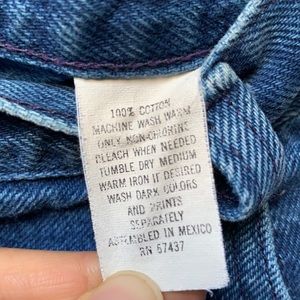 100% COTTON
MACHINE WASH WARM
ONLY NON-CHLORINE
BLEACH WHEN NEEDED
TUMBLE DRY MEDIUM
WARM IRON IF DESIRED
WASH DARK COLORS
AND PRINTS
SEPARATELY
ASSEMBLED IN MEXICO
RN 57437